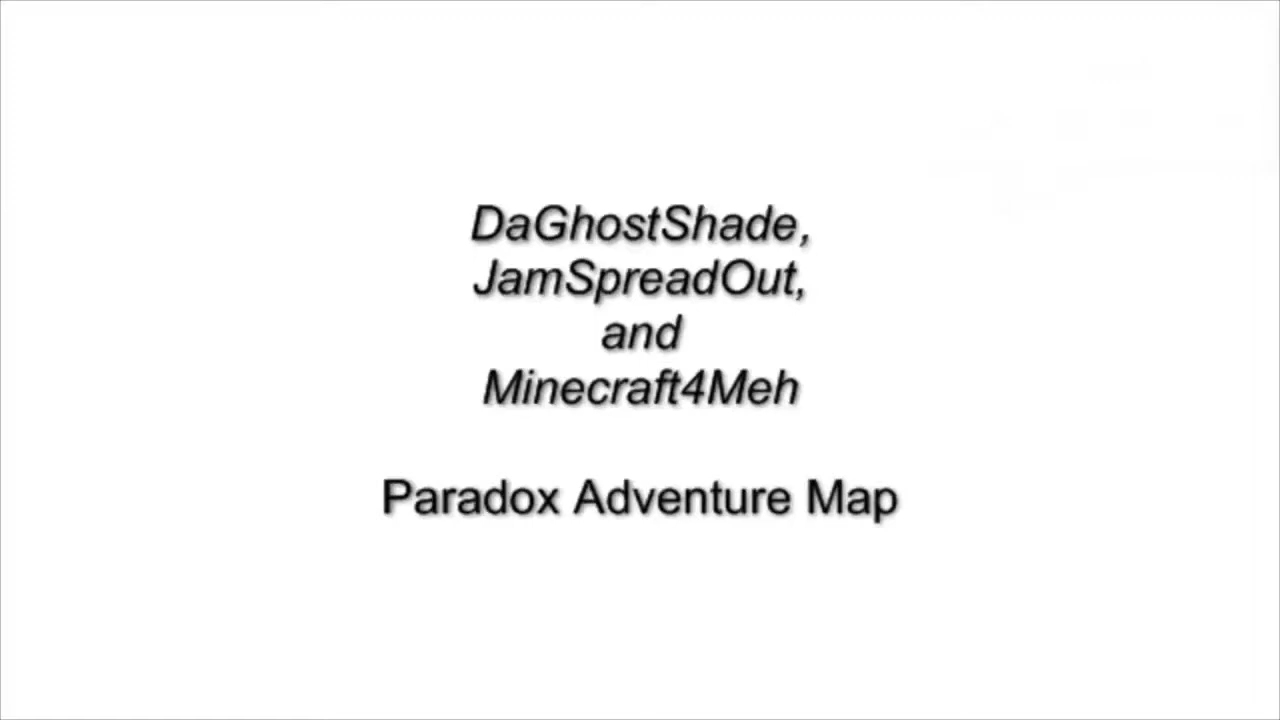 DaGhostShade,
JamSpreadOut,
and
Minecraft4Meh
Paradox Adventure Map